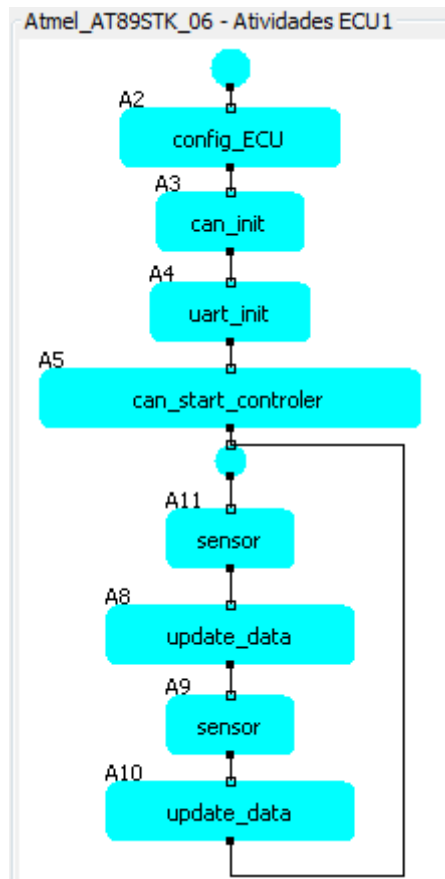 Atmel_AT89STK_06 - Atividades ECU1
A2
config_ECU
A3
can_init
A4
uart_init
A5
can_start_controler
A11
sensor
A8
update_data
A9
sensor
A10
update_data